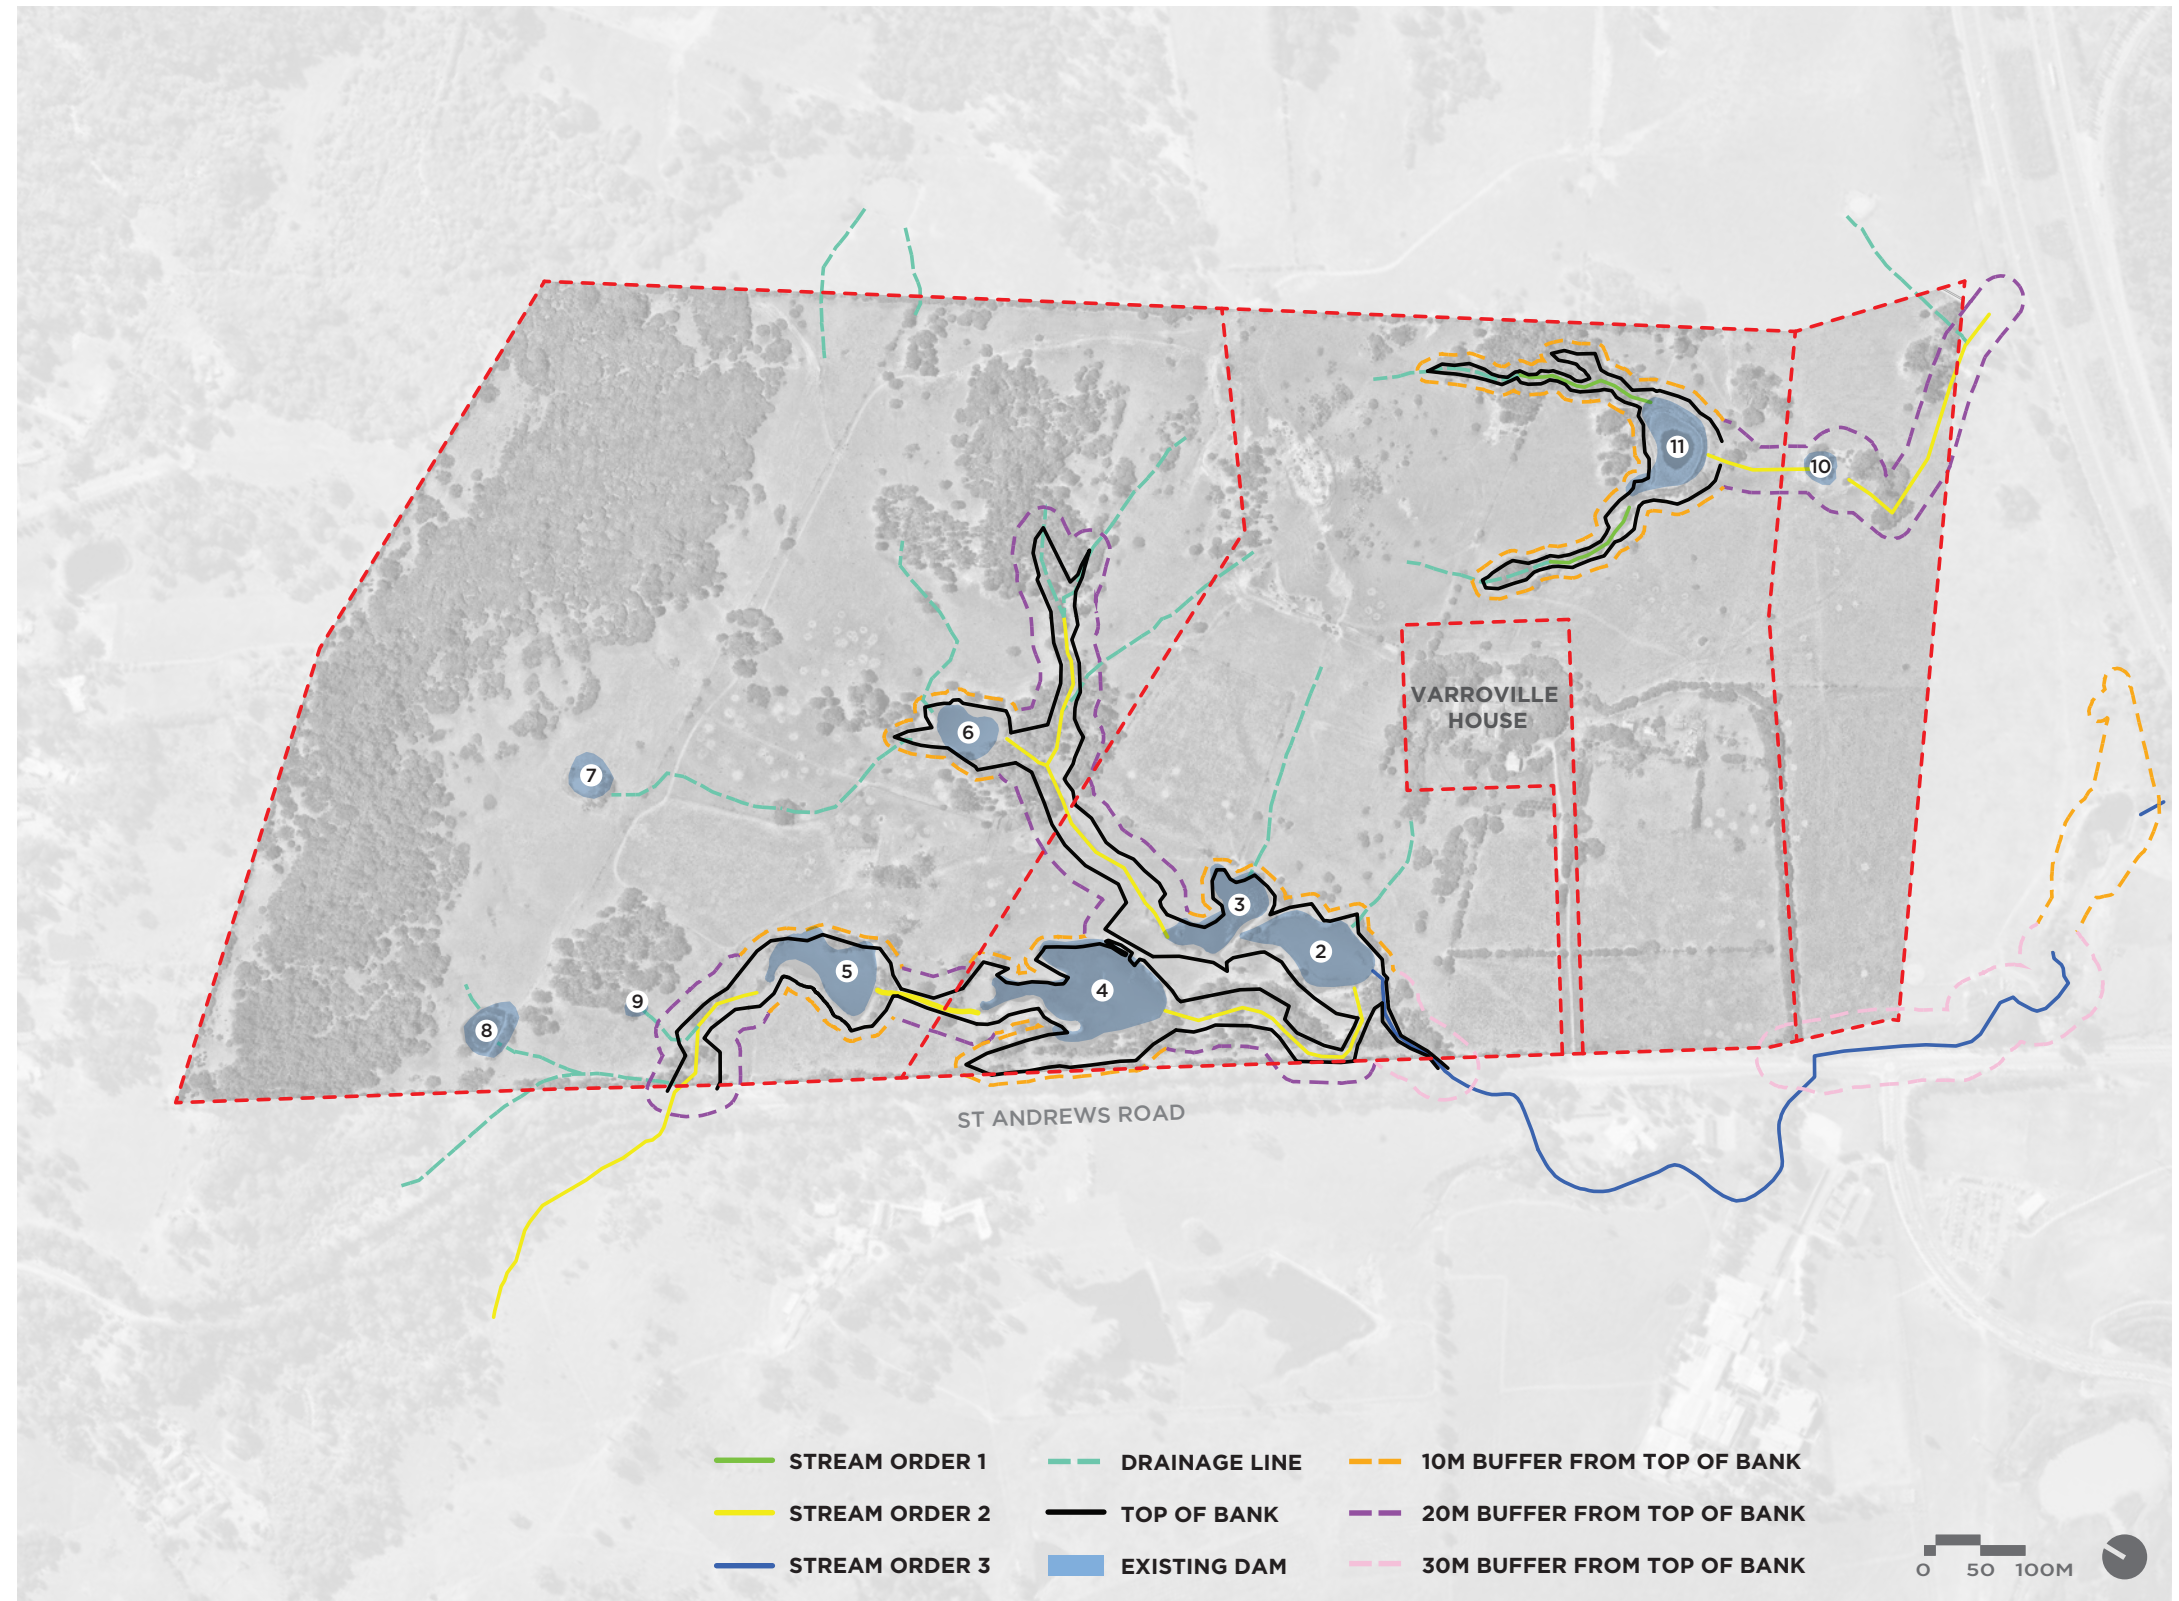 11
10
VARROVILLE
HOUSE
6
7
3
2
5
4
9
8
ST ANDREWS ROAD
STREAM ORDER 1
DRAINAGE LINE
10M BUFFER FROM TOP OF BANK
STREAM ORDER 2
TOP OF BANK
20M BUFFER FROM TOP OF BANK
STREAM ORDER 3
EXISTING DAM
30M BUFFER FROM TOP OF BANK
0 50 100M